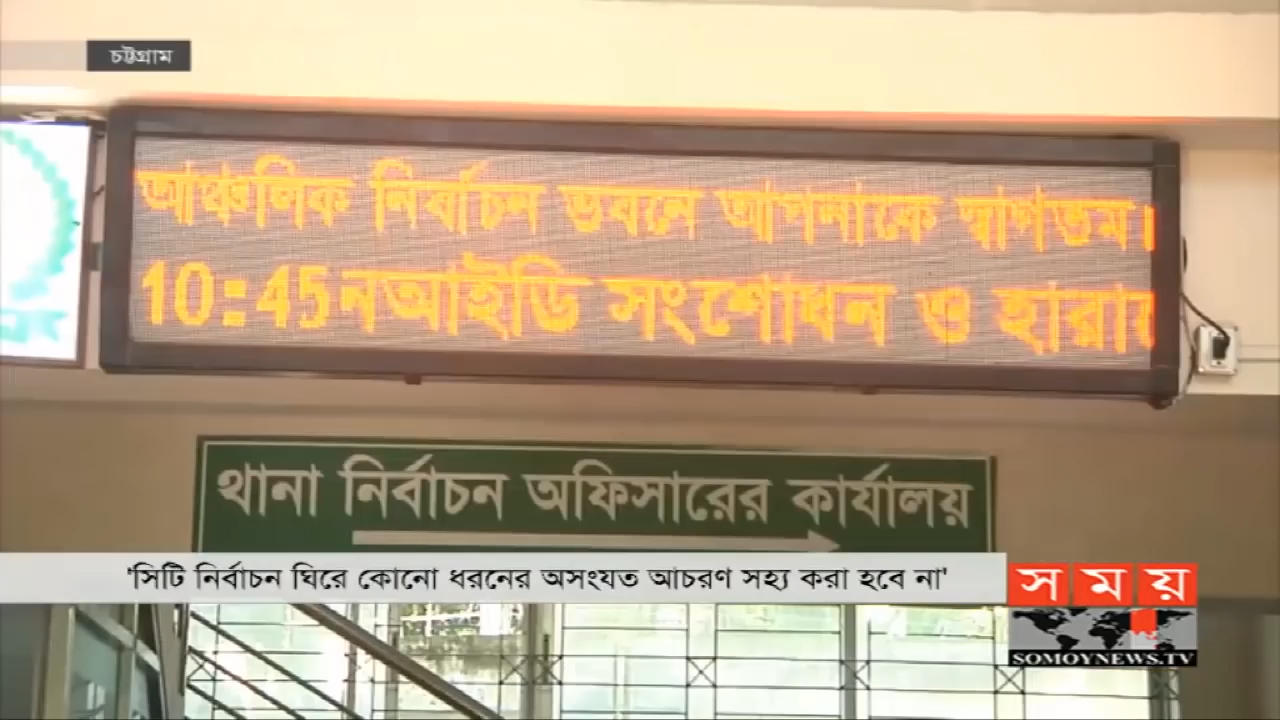 চট্টগ্রাম
আঞ্চলিক নির্বাচন ভবনে আপনাকে স্বাগতম।
10:45 নআইডি সংশোধন ও হারা
থানা নির্বাচন অফিসারের কার্যালয়
'সিটি নির্বাচন ঘিরে কোনো ধরনের অসংযত আচরণ সহ্য করা হবে না'
সময়
SOMOYNEWS.TV